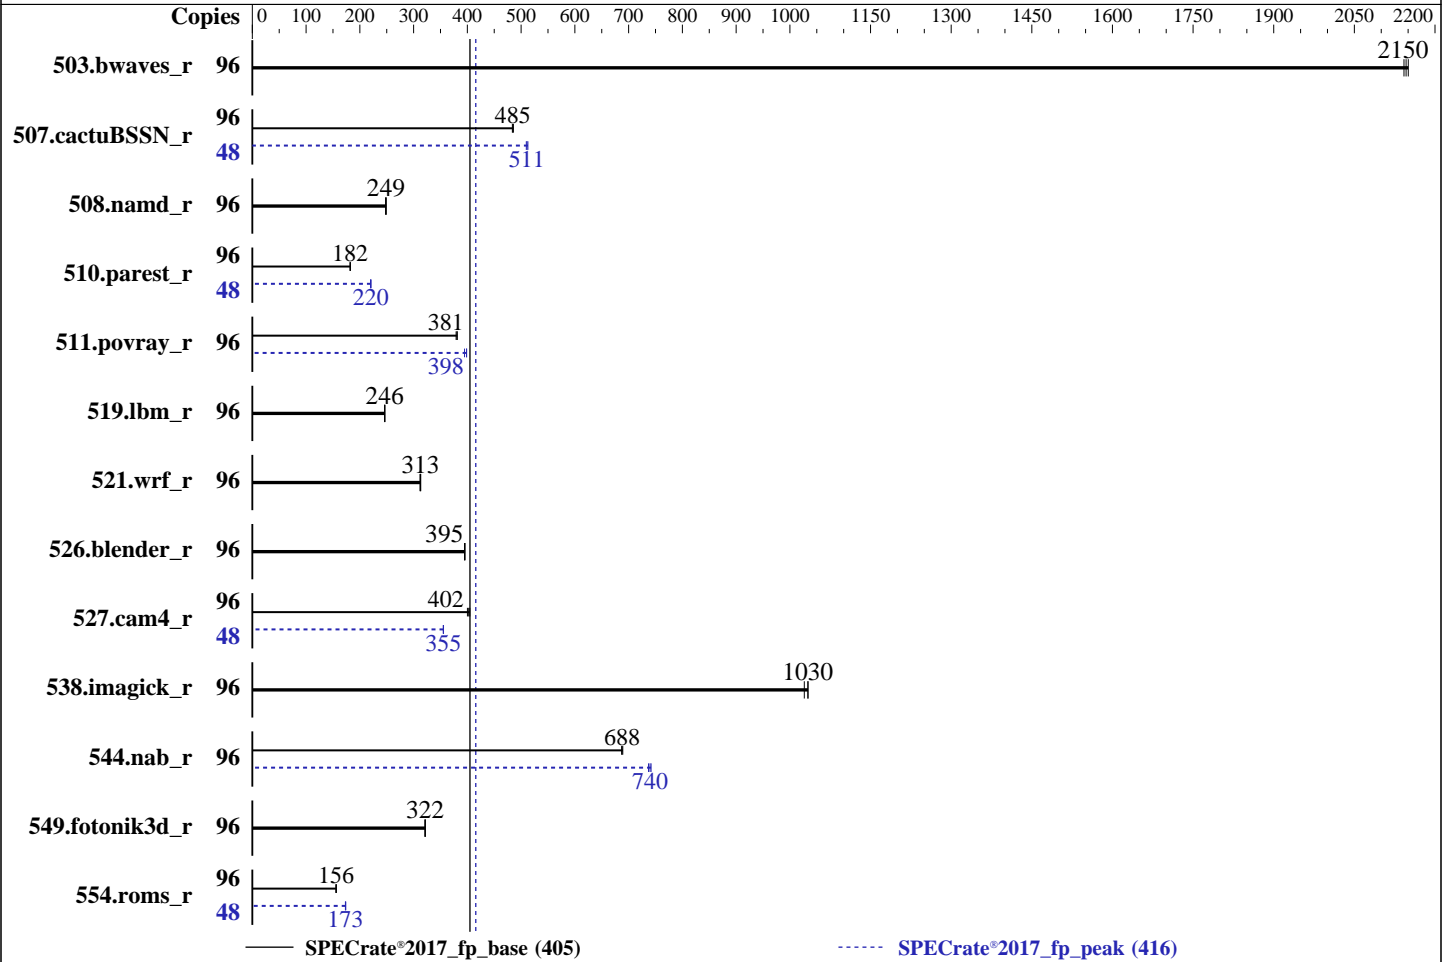 Copies 0 100 200 300 400 500 600 700 800 900 1000 1150 1300 1450 1600 1750 1900 2050 2200
503.bwaves_r 96 2150
507.cactuBSSN_r 96 485
48 511
508.namd_r 96 249
510.parest_r 96 182
48 220
511.povray_r 96 381
398
519.lbm_r 96 246
521.wrf_r 96 313
526.blender_r 96 395
527.cam4_r 96 402
48 355
538.imagick_r 96 1030
544.nab_r 96 688
740
549.fotonik3d_r 96 322
554.roms_r 96 156
48 173
SPECrate®2017_fp_base (405) SPECrate®2017_fp_peak (416)